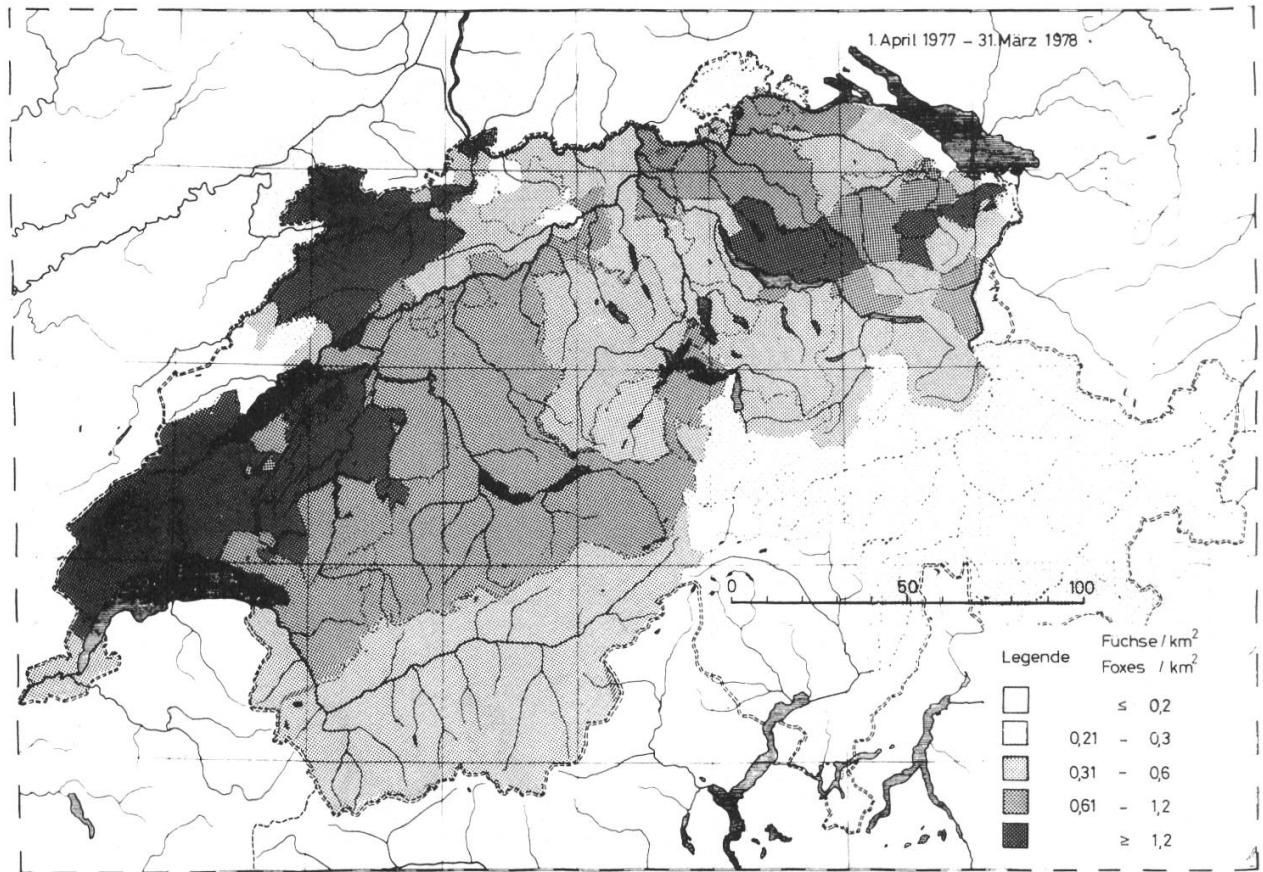 1. April 1977 – 31. März 1978
0 50 100
Legende
Füchse / km²
Foxes / km²
≤ 0,2
0,21 – 0,3
0,31 – 0,6
0,61 – 1,2
≥ 1,2